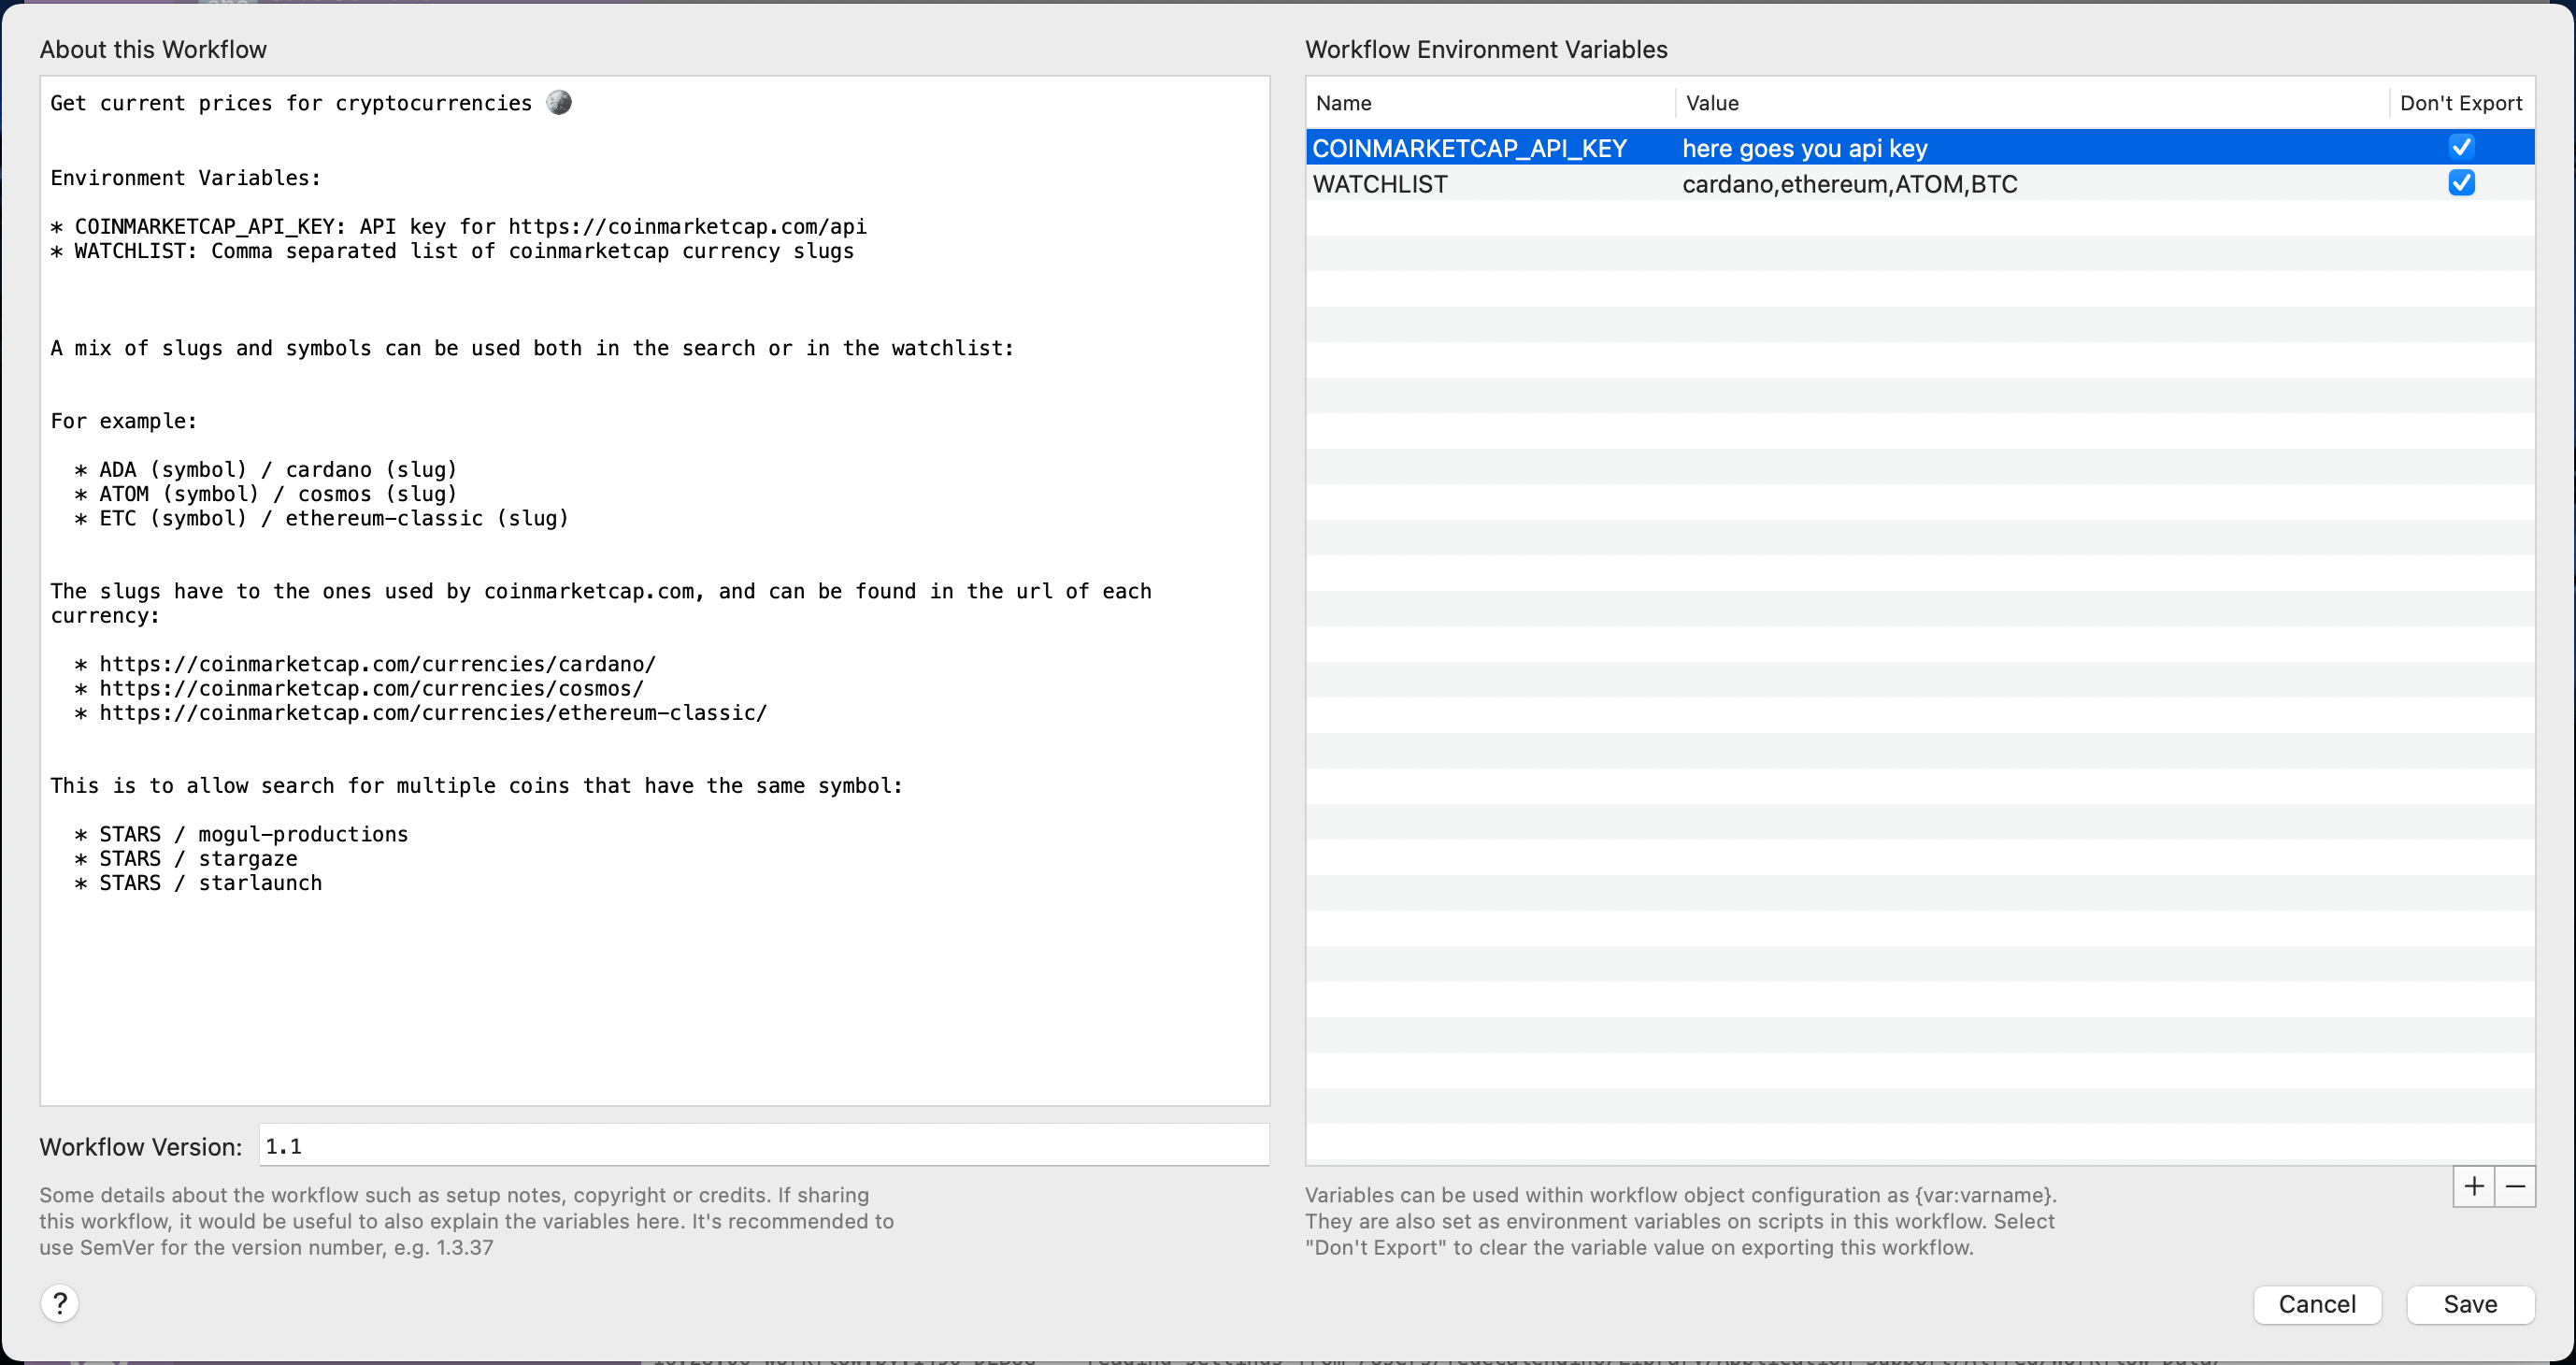 About this Workflow
Get current prices for cryptocurrencies
Environment Variables:
* COINMARKETCAP_API_KEY: API key for https://coinmarketcap.com/api
* WATCHLIST: Comma separated list of coinmarketcap currency slugs
A mix of slugs and symbols can be used both in the search or in the watchlist:
For example:
* ADA (symbol) / cardano (slug)
* ATOM (symbol) / cosmos (slug)
* ETC (symbol) / ethereum-classic (slug)
The slugs have to the ones used by coinmarketcap.com, and can be found in the url of each
currency:
* https://coinmarketcap.com/currencies/cardano/
* https://coinmarketcap.com/currencies/cosmos/
* https://coinmarketcap.com/currencies/ethereum-classic/
This is to allow search for multiple coins that have the same symbol:
* STARS / mogul-productions
* STARS / stargaze
* STARS / starlaunch
Workflow Version: 1.1
Some details about the workflow such as setup notes, copyright or credits. If sharing
this workflow, it would be useful to also explain the variables here. It's recommended to
use SemVer for the version number, e.g. 1.3.37
?
Workflow Environment Variables
Name Value Don't Export
COINMARKETCAP_API_KEY here goes you api key
WATCHLIST cardano,ethereum,ATOM,BTC
+ −
Variables can be used within workflow object configuration as {var:varname}.
They are also set as environment variables on scripts in this workflow. Select
"Don't Export" to clear the variable value on exporting this workflow.
Cancel Save